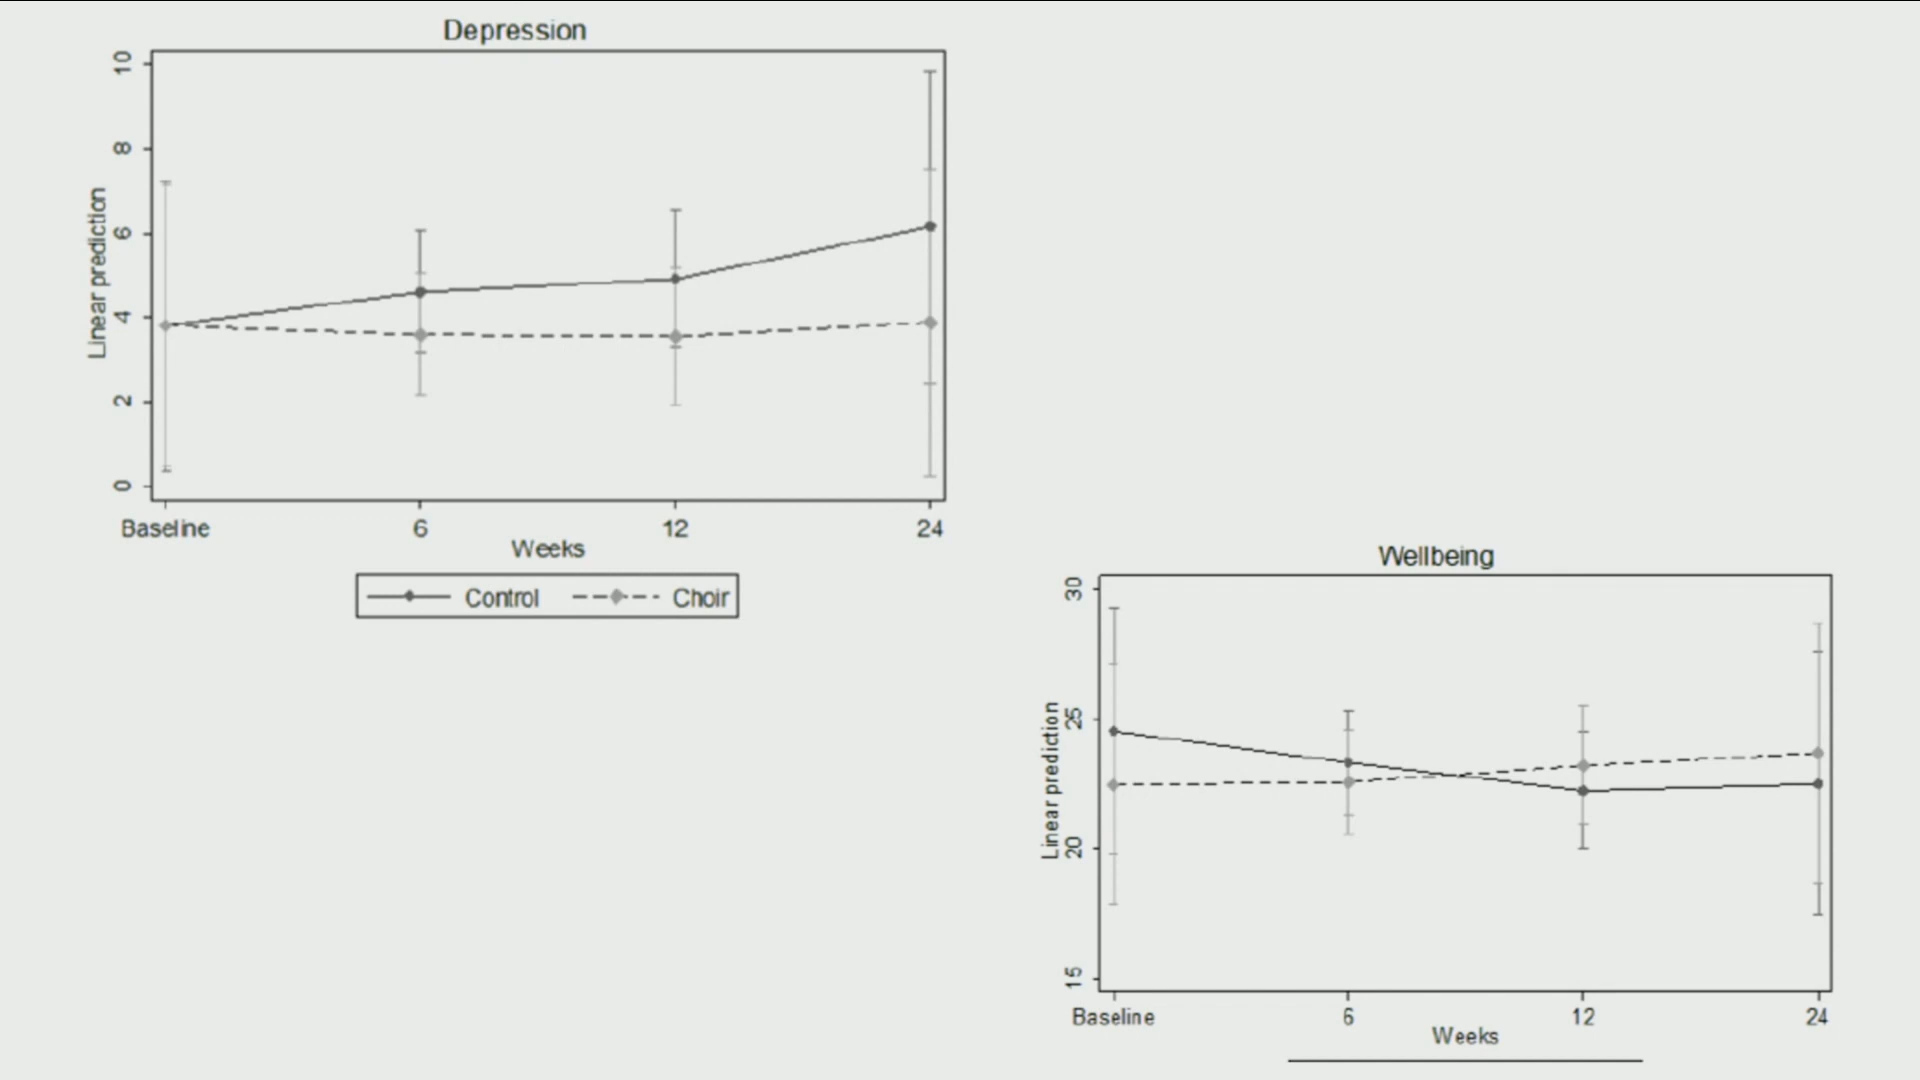 Depression
10
8
6
4
2
0
Linear prediction
Baseline 6 12 24
Weeks
Control Choir
Wellbeing
30
25
20
15
Linear prediction
Baseline 6 12 24
Weeks